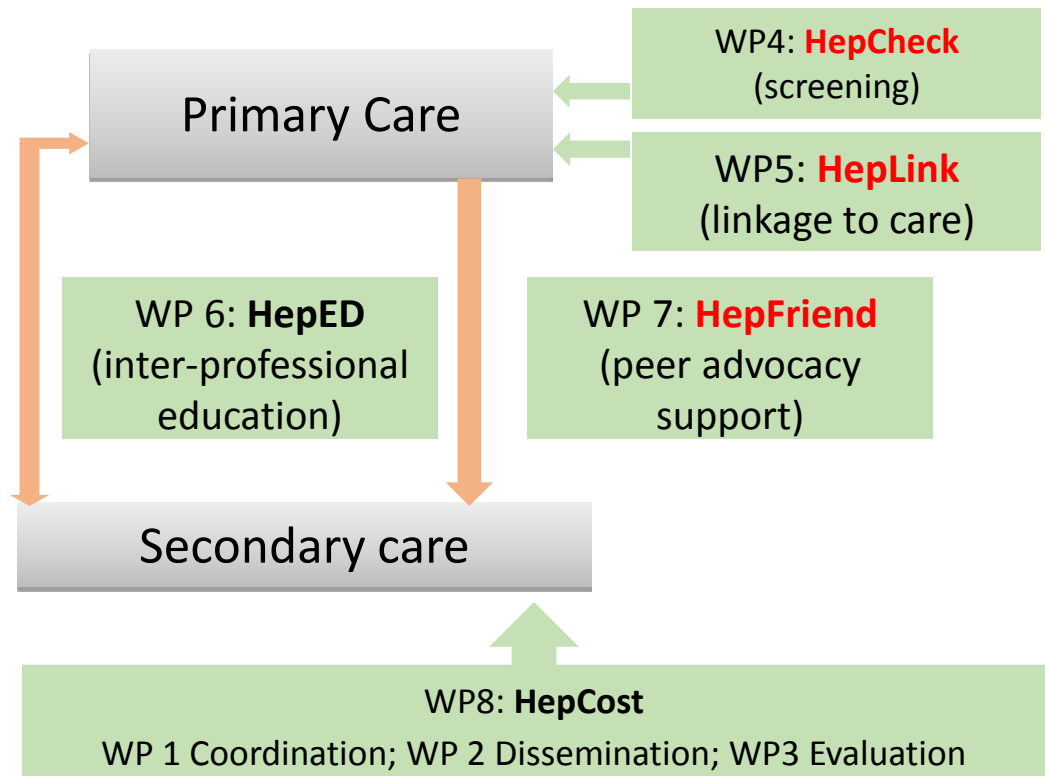 Primary Care
WP4: HepCheck
(screening)
WP5: HepLink
(linkage to care)
WP 6: HepED
(inter-professional
education)
WP 7: HepFriend
(peer advocacy
support)
Secondary care
WP8: HepCost
WP 1 Coordination; WP 2 Dissemination; WP3 Evaluation